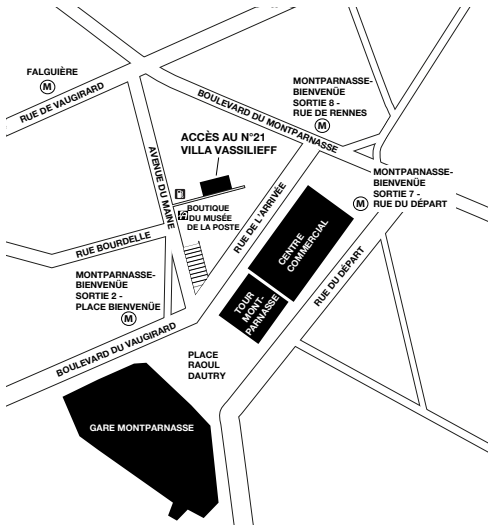 FALGUIÈRE
M
RUE DE VAUGIRARD
BOULEVARD DU MONTPARNASSE
MONTPARNASSE-
BIENVENÜE
SORTIE 8 -
RUE DE RENNES
M
ACCÈS AU N°21
VILLA VASSILIEFF
AVENUE DU MAINE
BOUTIQUE
DU MUSÉE
DE LA POSTE
RUE DE L'ARRIVÉE
MONTPARNASSE-
BIENVENÜE
SORTIE 7 -
RUE DU DÉPART
M
RUE BOURDELLE
CENTRE
COMMERCIAL
RUE DU DÉPART
MONTPARNASSE-
BIENVENÜE
SORTIE 2 -
PLACE BIENVENÜE
M
TOUR
MONT-
PARNASSE
BOULEVARD DU VAUGIRARD
PLACE
RAOUL
DAUTRY
GARE MONTPARNASSE